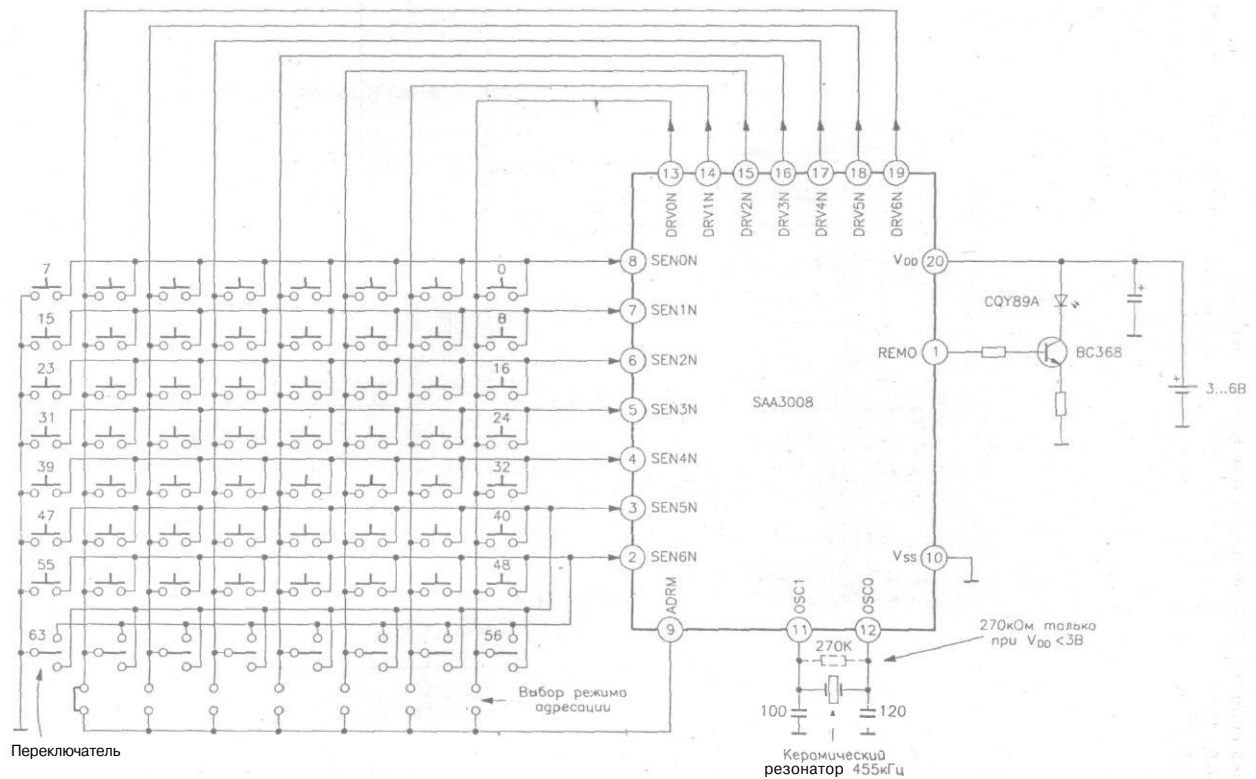 13 14 15 16 17 18 19
DRV0N DRV1N DRV2N DRV3N DRV4N DRV5N DRV6N
7 0 8 SEN0N
VDD 20
15 8 7 SEN1N
CQY89A
+
23 16 6 SEN2N
REMO 1
BC368
31 24 5 SEN3N
SAA3008
+
3...6В
39 32 4 SEN4N
47 40 3 SEN5N
55 48 2 SEN6N
VSS 10
63 56
ADRM OSC1 OSC0
9 11 12
270K
270кОм только
при VDD <3В
Выбор режима
адресации
100 120
Переключатель
Керамический
резонатор 455кГц